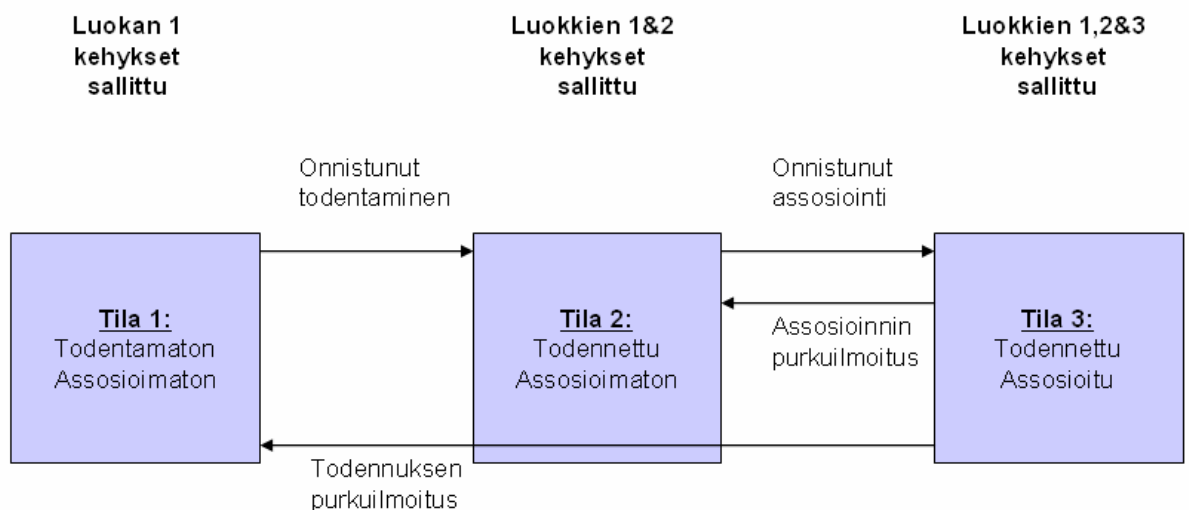 Luokan 1
kehykset
sallittu
Luokkien 1&2
kehykset
sallittu
Luokkien 1,2&3
kehykset
sallittu
Onnistunut
todentaminen
Onnistunut
assosiointi
Tila 1:
Todentamaton
Assosioimaton
Tila 2:
Todennettu
Assosioimaton
Assosioinnin
purkuilmoitus
Tila 3:
Todennettu
Assosioitu
Todennuksen
purkuilmoitus